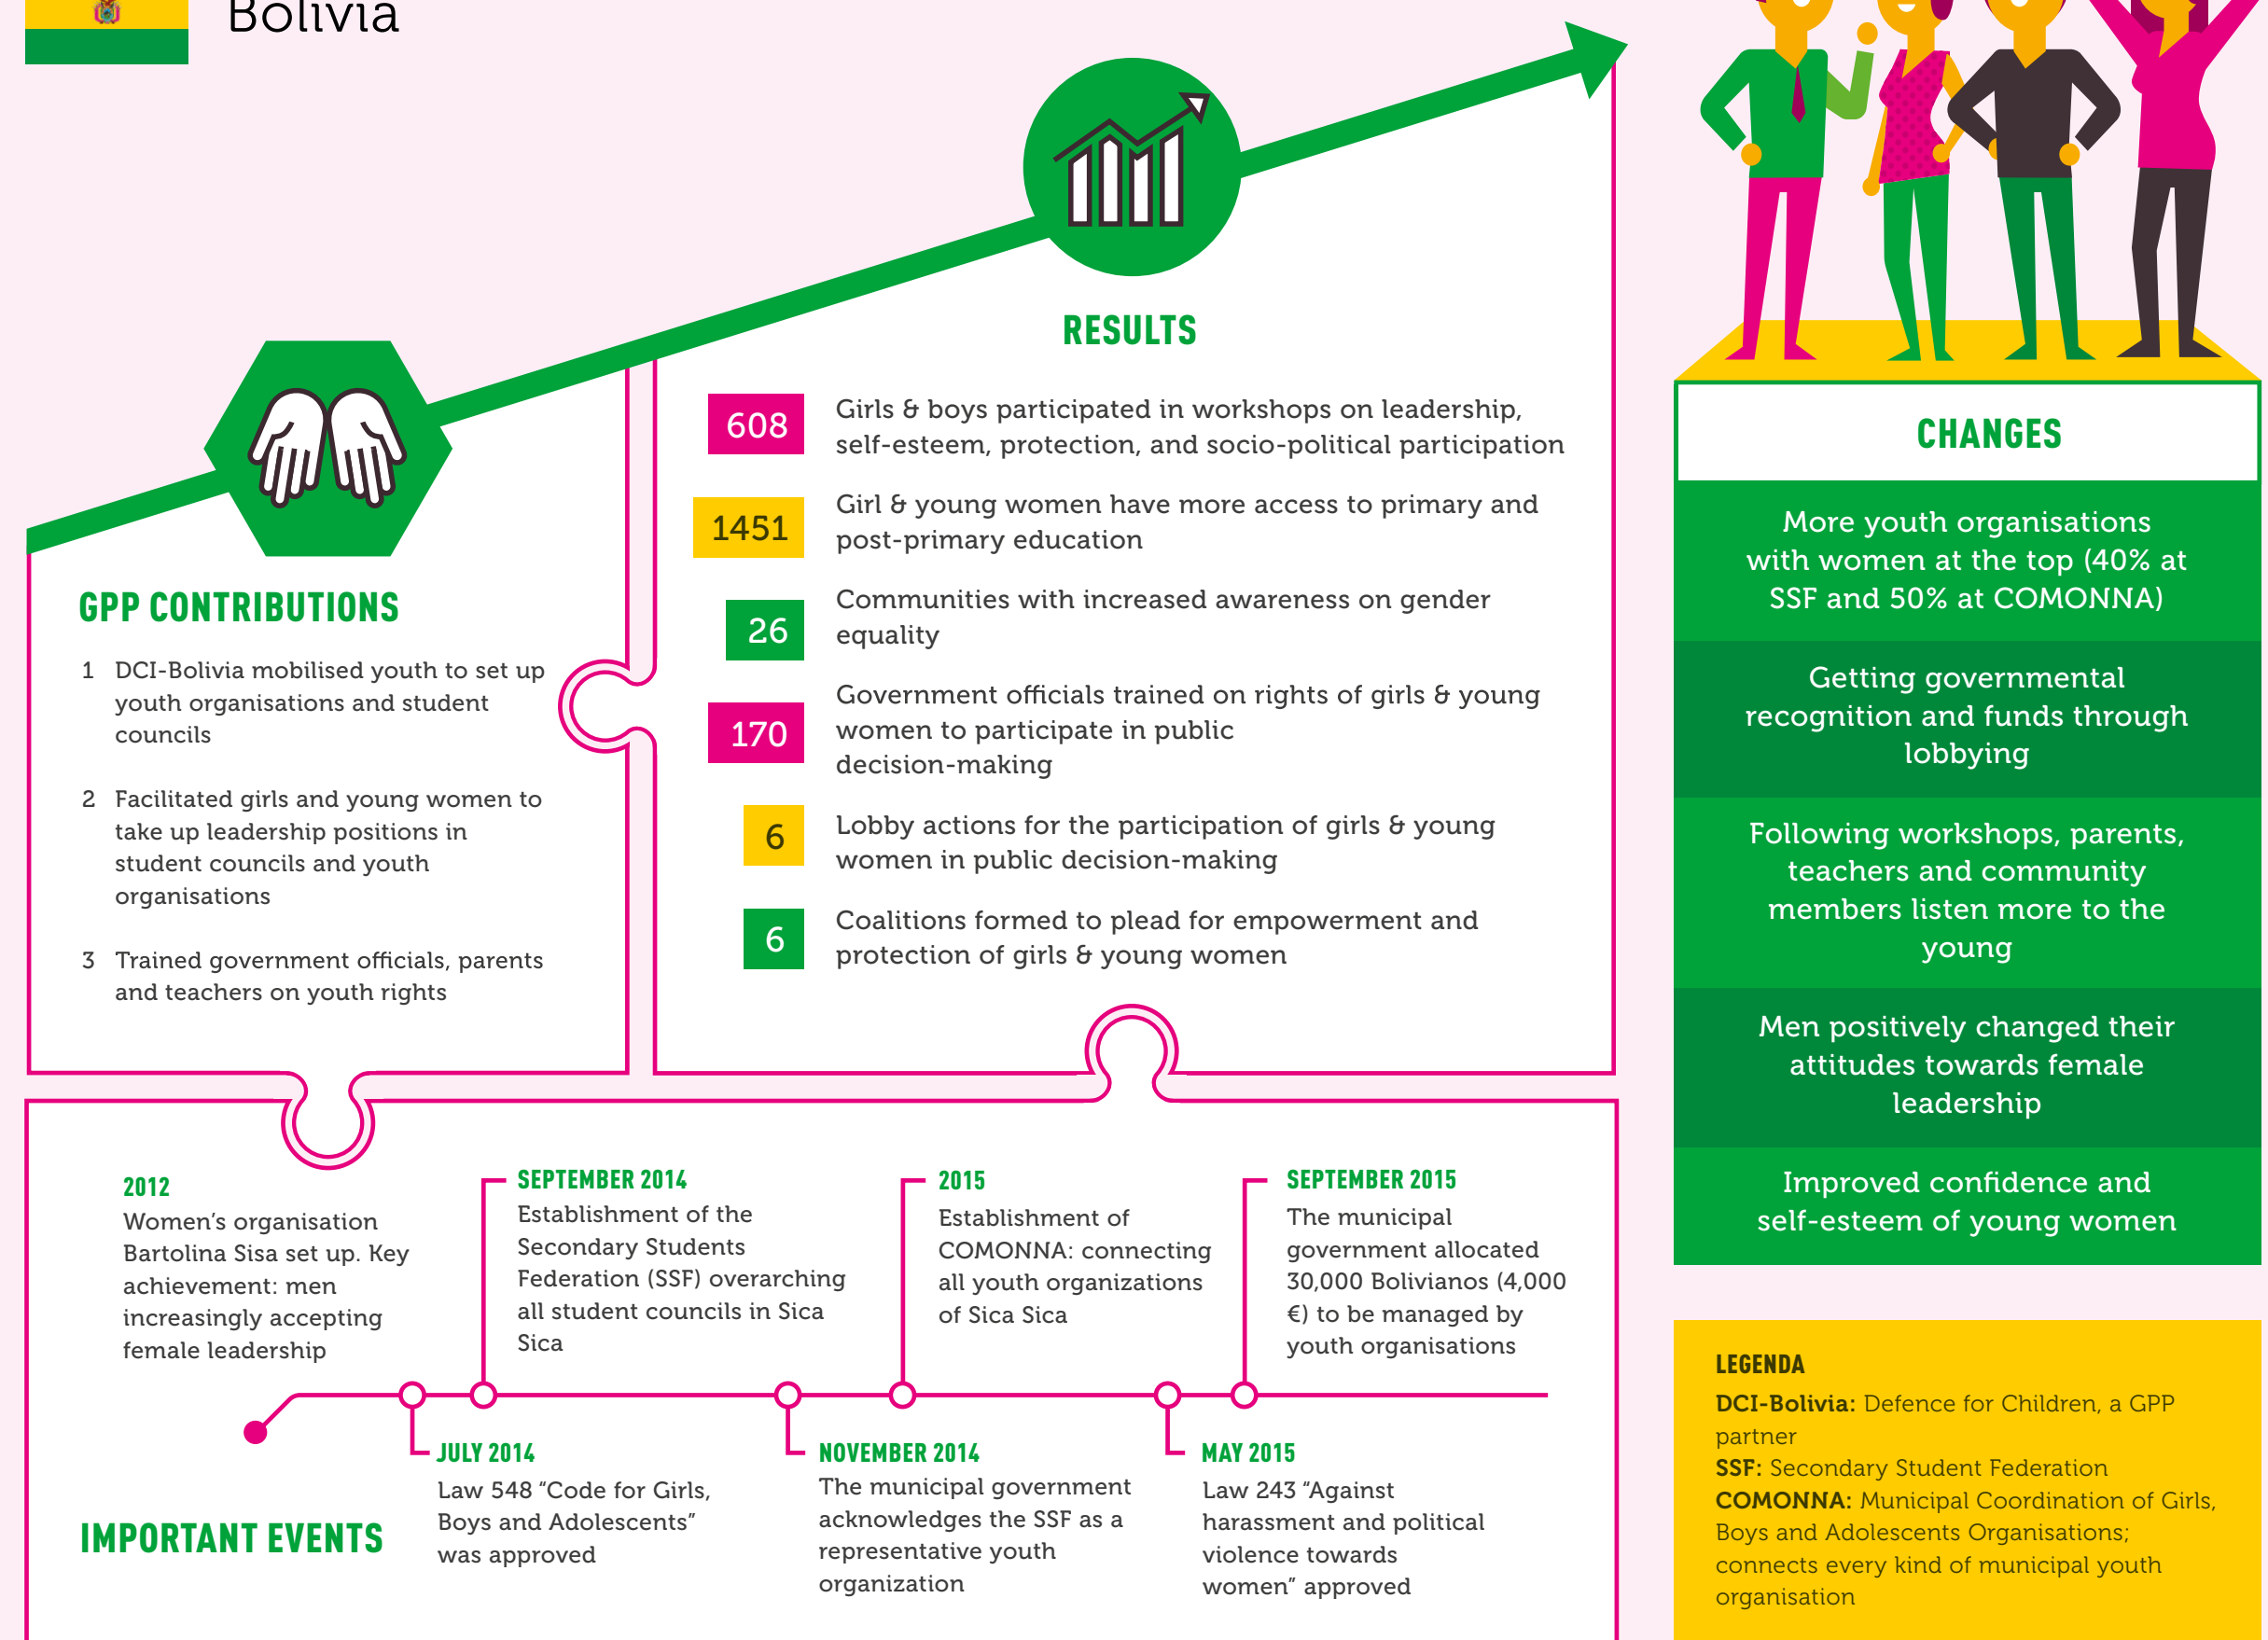 Bolivia
GPP CONTRIBUTIONS
1 DCI-Bolivia mobilised youth to set up
youth organisations and student
councils
2 Facilitated girls and young women to
take up leadership positions in
student councils and youth
organisations
3 Trained government officials, parents
and teachers on youth rights
RESULTS
608
Girls & boys participated in workshops on leadership,
self-esteem, protection, and socio-political participation
1451
Girl & young women have more access to primary and
post-primary education
26
Communities with increased awareness on gender
equality
170
Government officials trained on rights of girls & young
women to participate in public
decision-making
6
Lobby actions for the participation of girls & young
women in public decision-making
6
Coalitions formed to plead for empowerment and
protection of girls & young women
CHANGES
More youth organisations
with women at the top (40% at
SSF and 50% at COMONNA)
Getting governmental
recognition and funds through
lobbying
Following workshops, parents,
teachers and community
members listen more to the
young
Men positively changed their
attitudes towards female
leadership
Improved confidence and
self-esteem of young women
IMPORTANT EVENTS
2012
Women's organisation
Bartolina Sisa set up. Key
achievement: men
increasingly accepting
female leadership
JULY 2014
Law 548 "Code for Girls,
Boys and Adolescents"
was approved
SEPTEMBER 2014
Establishment of the
Secondary Students
Federation (SSF) overarching
all student councils in Sica
Sica
NOVEMBER 2014
The municipal government
acknowledges the SSF as a
representative youth
organization
2015
Establishment of
COMONNA: connecting
all youth organizations
of Sica Sica
MAY 2015
Law 243 "Against
harassment and political
violence towards
women" approved
SEPTEMBER 2015
The municipal
government allocated
30,000 Bolivianos (4,000
€) to be managed by
youth organisations
LEGENDA
DCI-Bolivia: Defence for Children, a GPP
partner
SSF: Secondary Student Federation
COMONNA: Municipal Coordination of Girls,
Boys and Adolescents Organisations;
connects every kind of municipal youth
organisation